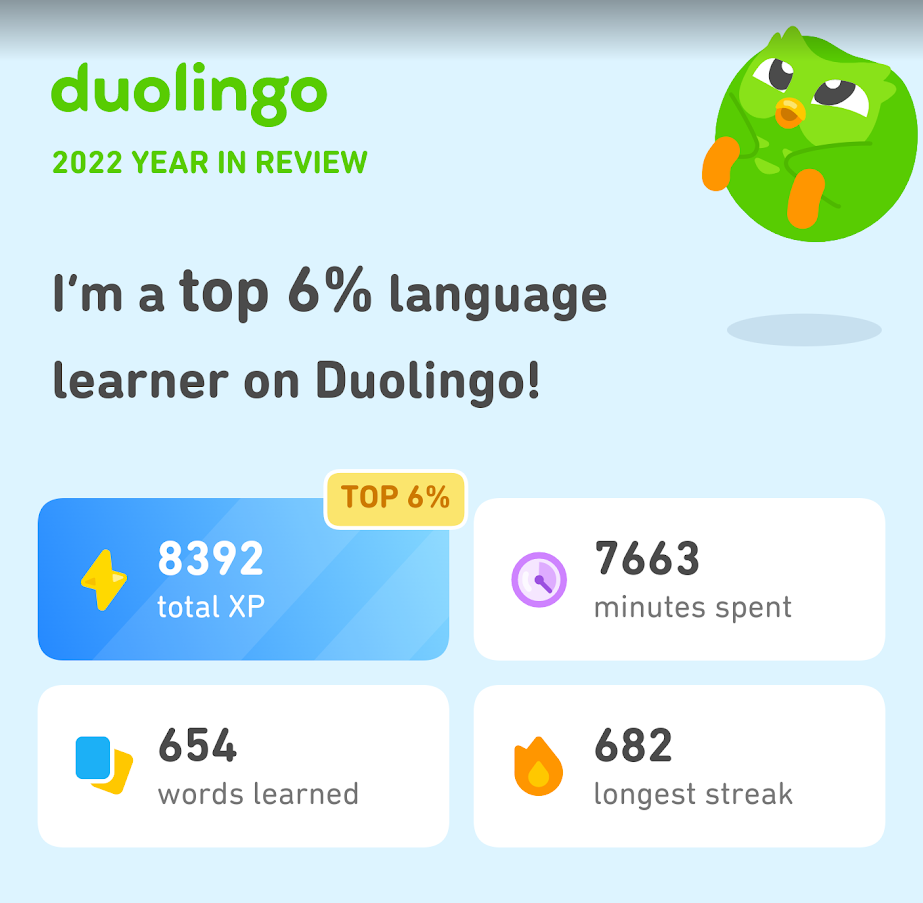 duolingo
2022 YEAR IN REVIEW
I'm a top 6% language
learner on Duolingo!
TOP 6%
8392
total XP
7663
minutes spent
654
words learned
682
longest streak